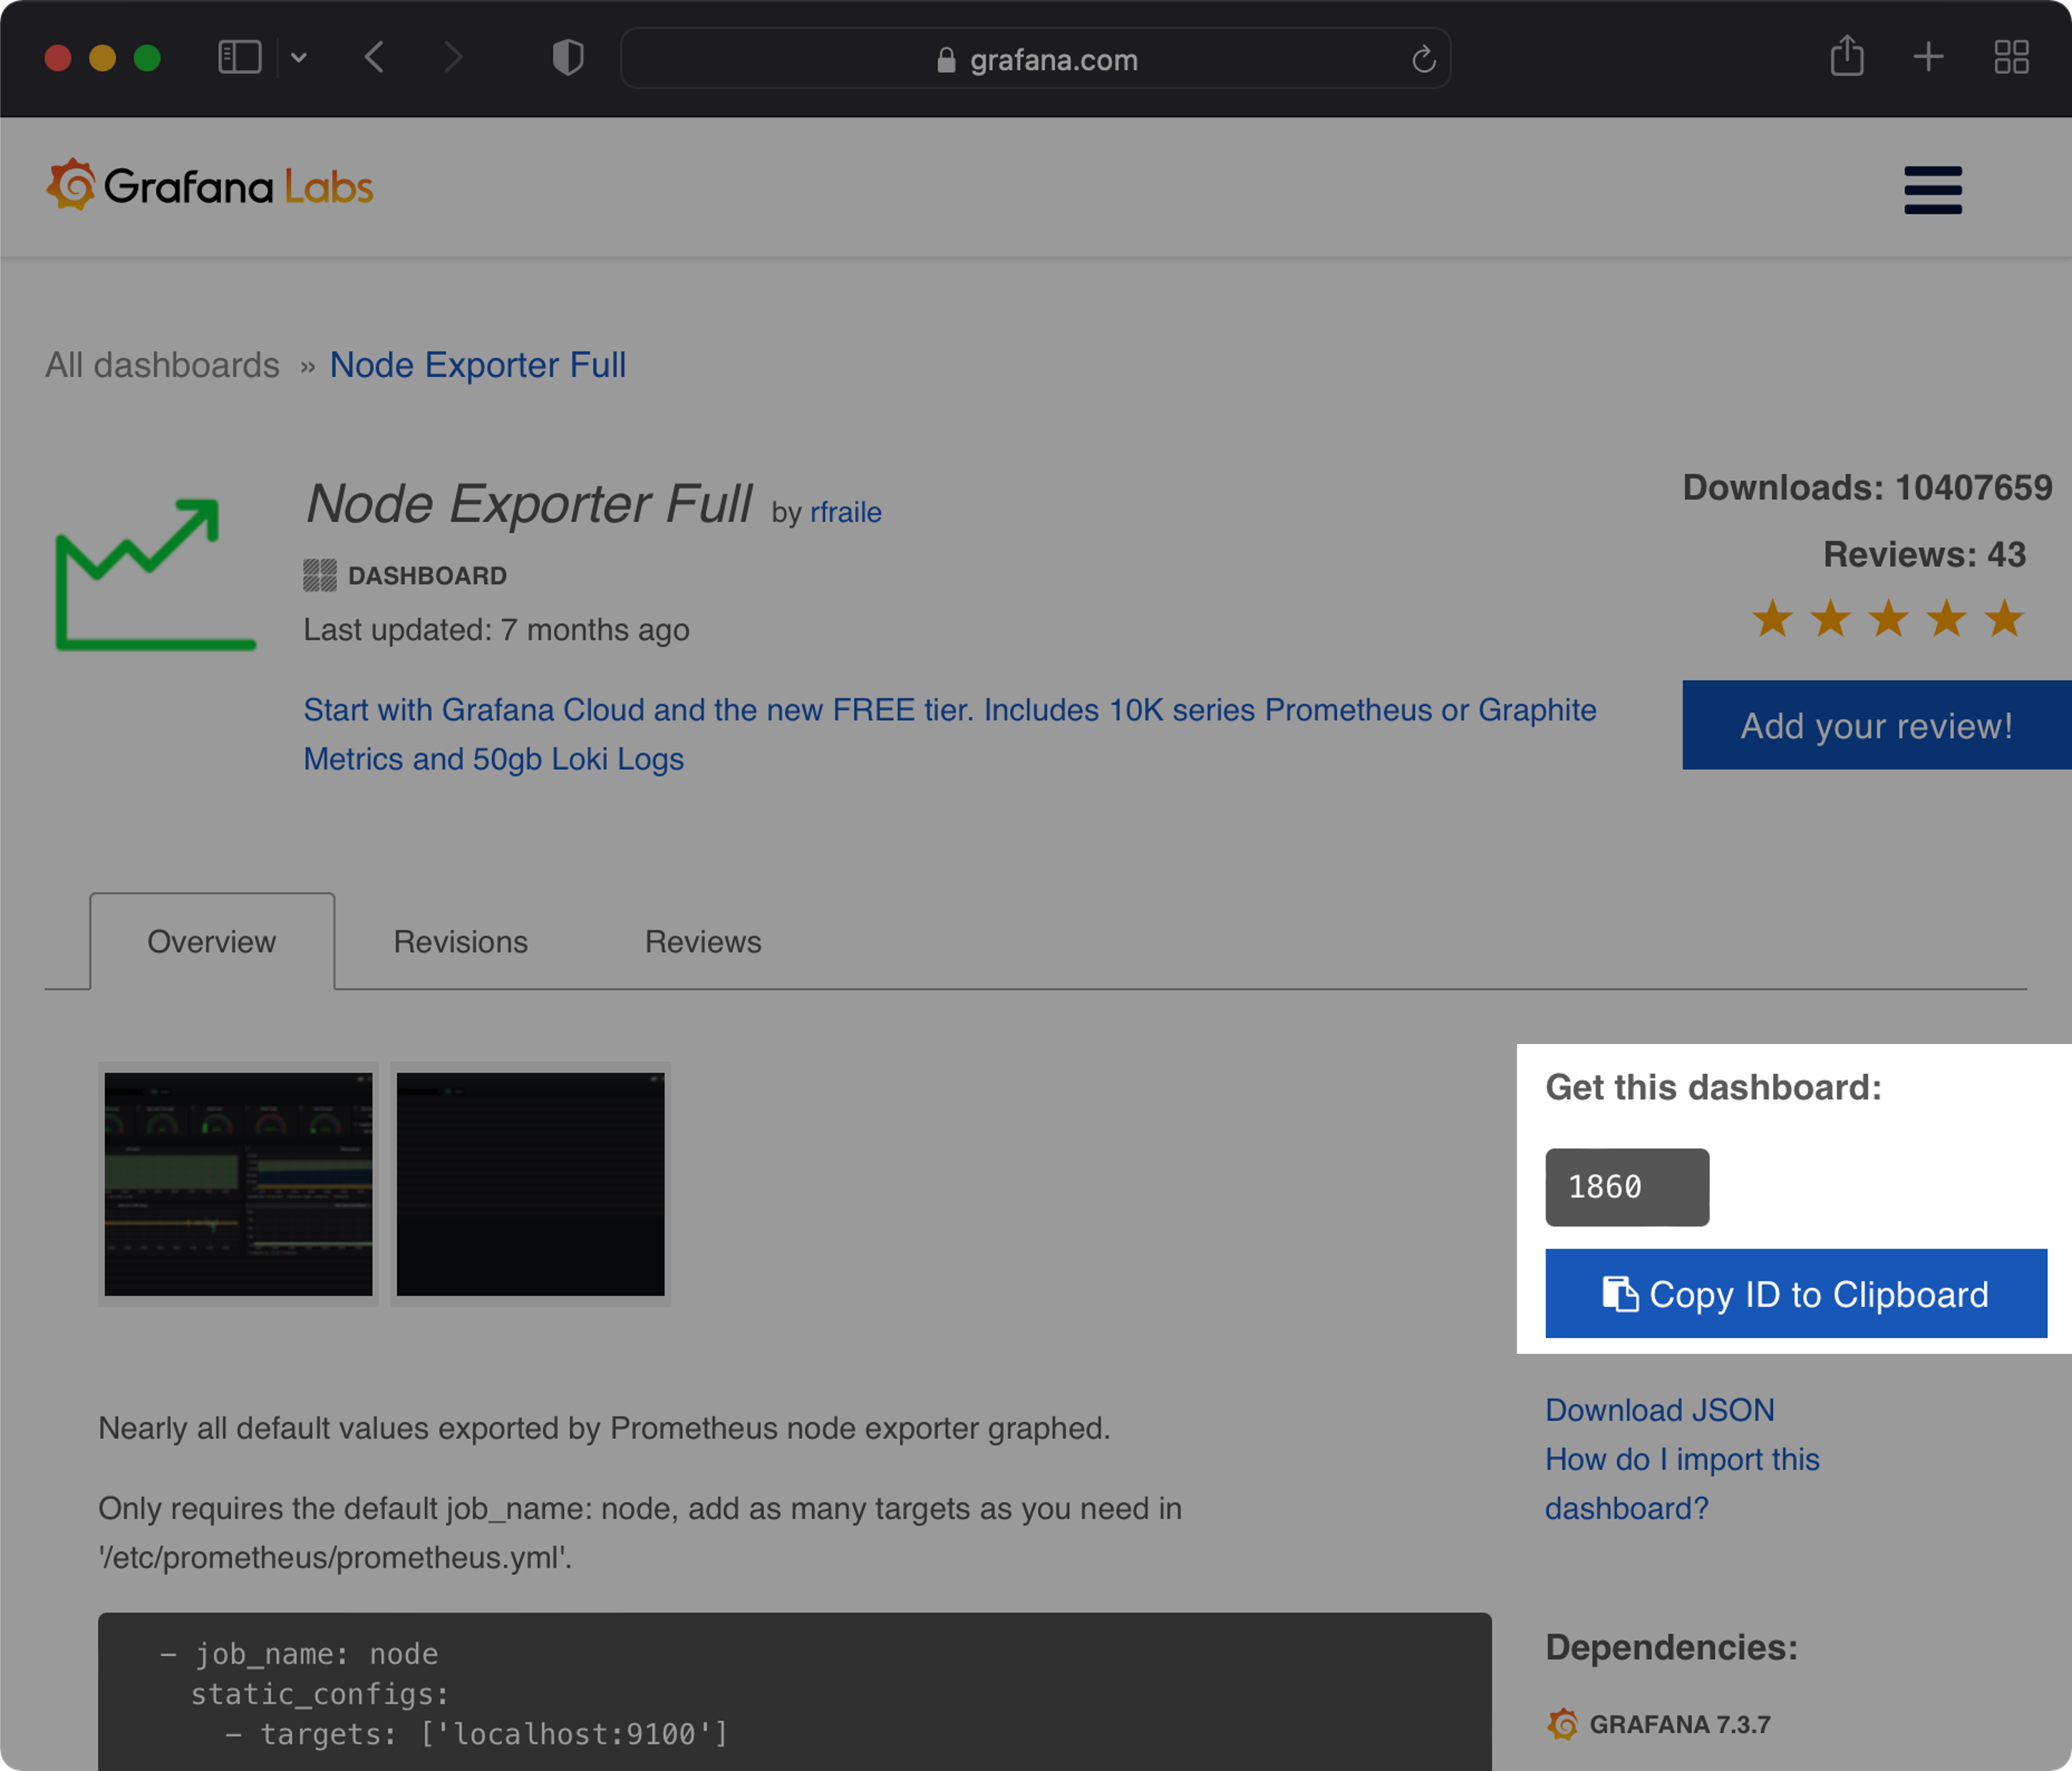 grafana.com
Grafana Labs
All dashboards » Node Exporter Full
Node Exporter Full by rfraile
DASHBOARD
Last updated: 7 months ago
Start with Grafana Cloud and the new FREE tier. Includes 10K series Prometheus or Graphite
Metrics and 50gb Loki Logs
Downloads: 10407659
Reviews: 43
Add your review!
Overview
Revisions
Reviews
Get this dashboard:
1860
Copy ID to Clipboard
Download JSON
How do I import this
dashboard?
Nearly all default values exported by Prometheus node exporter graphed.
Only requires the default job_name: node, add as many targets as you need in
'/etc/prometheus/prometheus.yml'.
- job_name: node
static_configs:
- targets: ['localhost:9100']
Dependencies:
GRAFANA 7.3.7